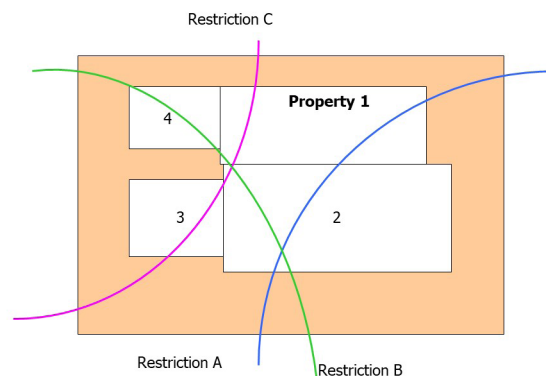 Restriction C
Property 1
4
3
2
Restriction A
Restriction B